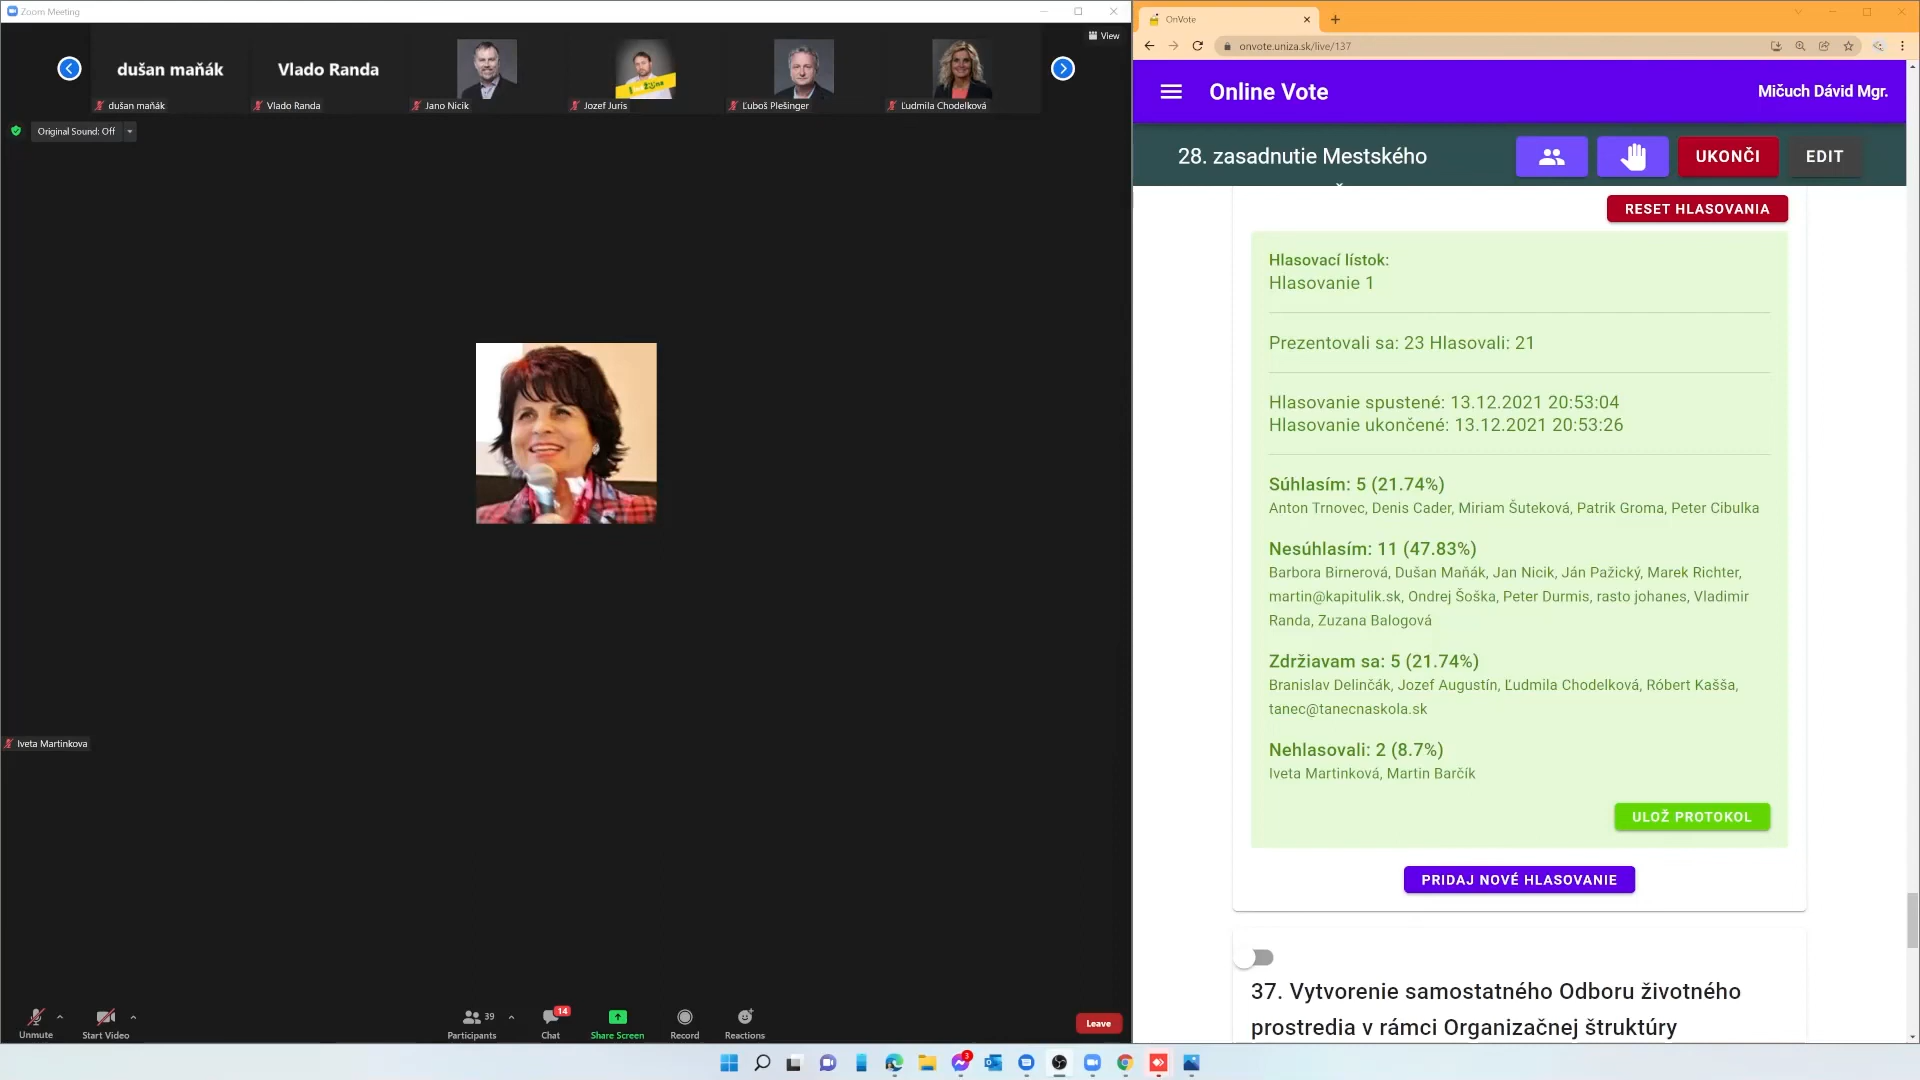 Zoom Meeting
View
dušan maňák
Vlado Randa
dušan maňák
Vlado Randa
Jano Nicík
Jozef Juris
Ľuboš Plešinger
Ľudmila Chodelková
Original Sound: Off
Iveta Martinkova
Unmute
Start Video
39
Participants
14
Chat
Share Screen
Record
Reactions
Leave
OnVote
onvote.uniza.sk/live/137
Online Vote
Mičuch Dávid Mgr.
28. zasadnutie Mestského
UKONČI
EDIT
RESET HLASOVANIA
Hlasovací lístok:
Hlasovanie 1
Prezentovali sa: 23 Hlasovali: 21
Hlasovanie spustené: 13.12.2021 20:53:04
Hlasovanie ukončené: 13.12.2021 20:53:26
Súhlasím: 5 (21.74%)
Anton Trnovec, Denis Cader, Miriam Šuteková, Patrik Groma, Peter Cibulka
Nesúhlasím: 11 (47.83%)
Barbora Birnerová, Dušan Maňák, Jan Nicik, Ján Pažický, Marek Richter,
martin@kapitulik.sk, Ondrej Šoška, Peter Durmis, rasto johanes, Vladimir
Randa, Zuzana Balogová
Zdržiavam sa: 5 (21.74%)
Branislav Delinčák, Jozef Augustín, Ľudmila Chodelková, Róbert Kašša,
tanec@tanecnaskola.sk
Nehlasovali: 2 (8.7%)
Iveta Martinková, Martin Barčík
ULOŽ PROTOKOL
PRIDAJ NOVÉ HLASOVANIE
37. Vytvorenie samostatného Odboru životného
prostredia v rámci Organizačnej štruktúry
3